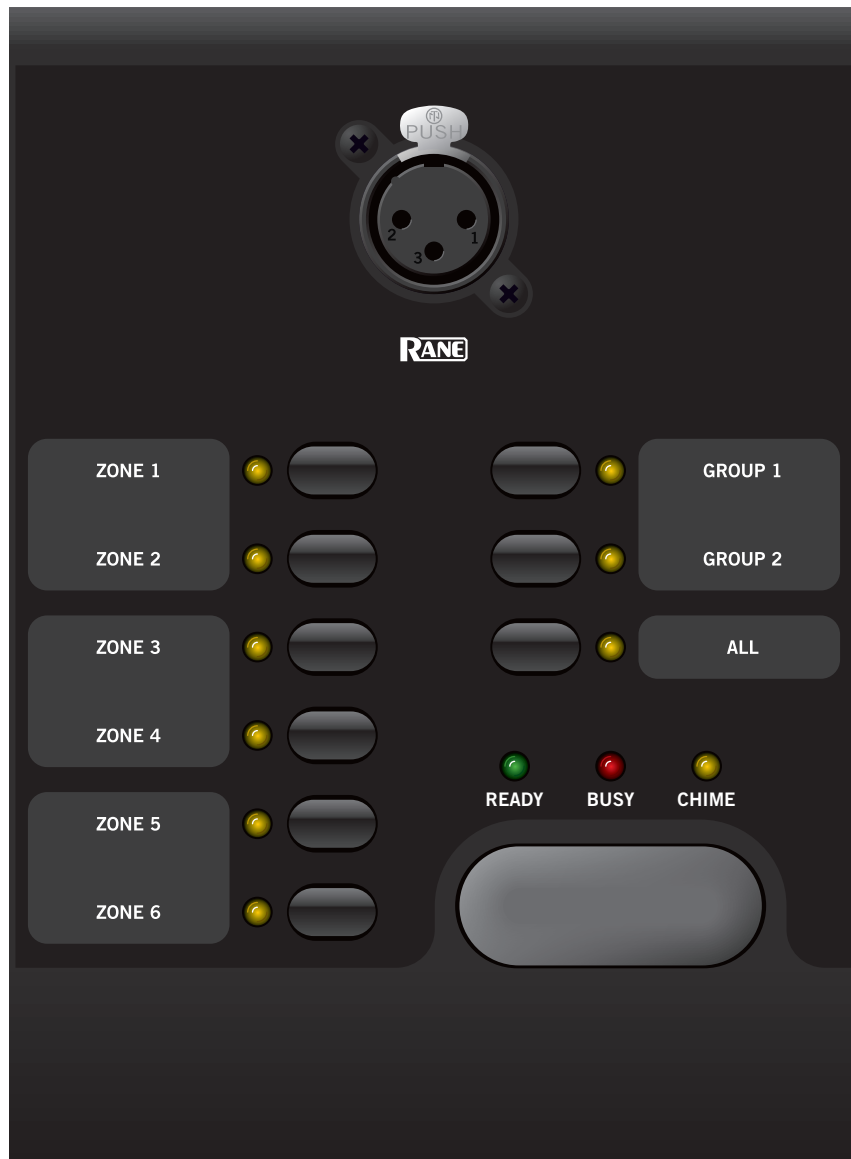 PUSH
2
1
3
RANE
ZONE 1
GROUP 1
ZONE 2
GROUP 2
ZONE 3
ALL
ZONE 4
READY
BUSY
CHIME
ZONE 5
ZONE 6